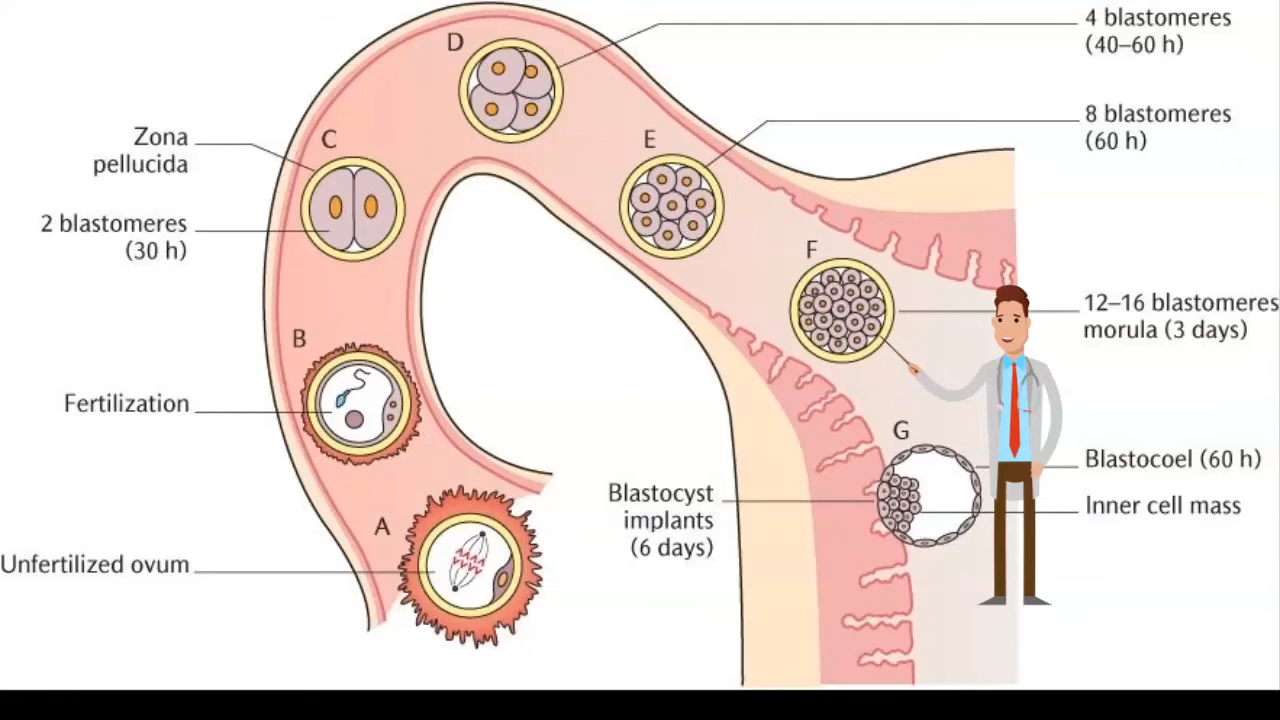 D
4 blastomeres
(40–60 h)
8 blastomeres
(60 h)
Zona
pellucida
C
E
2 blastomeres
(30 h)
F
12–16 blastomeres
morula (3 days)
B
Fertilization
G
Blastocoel (60 h)
Blastocyst
implants
(6 days)
Inner cell mass
A
Unfertilized ovum